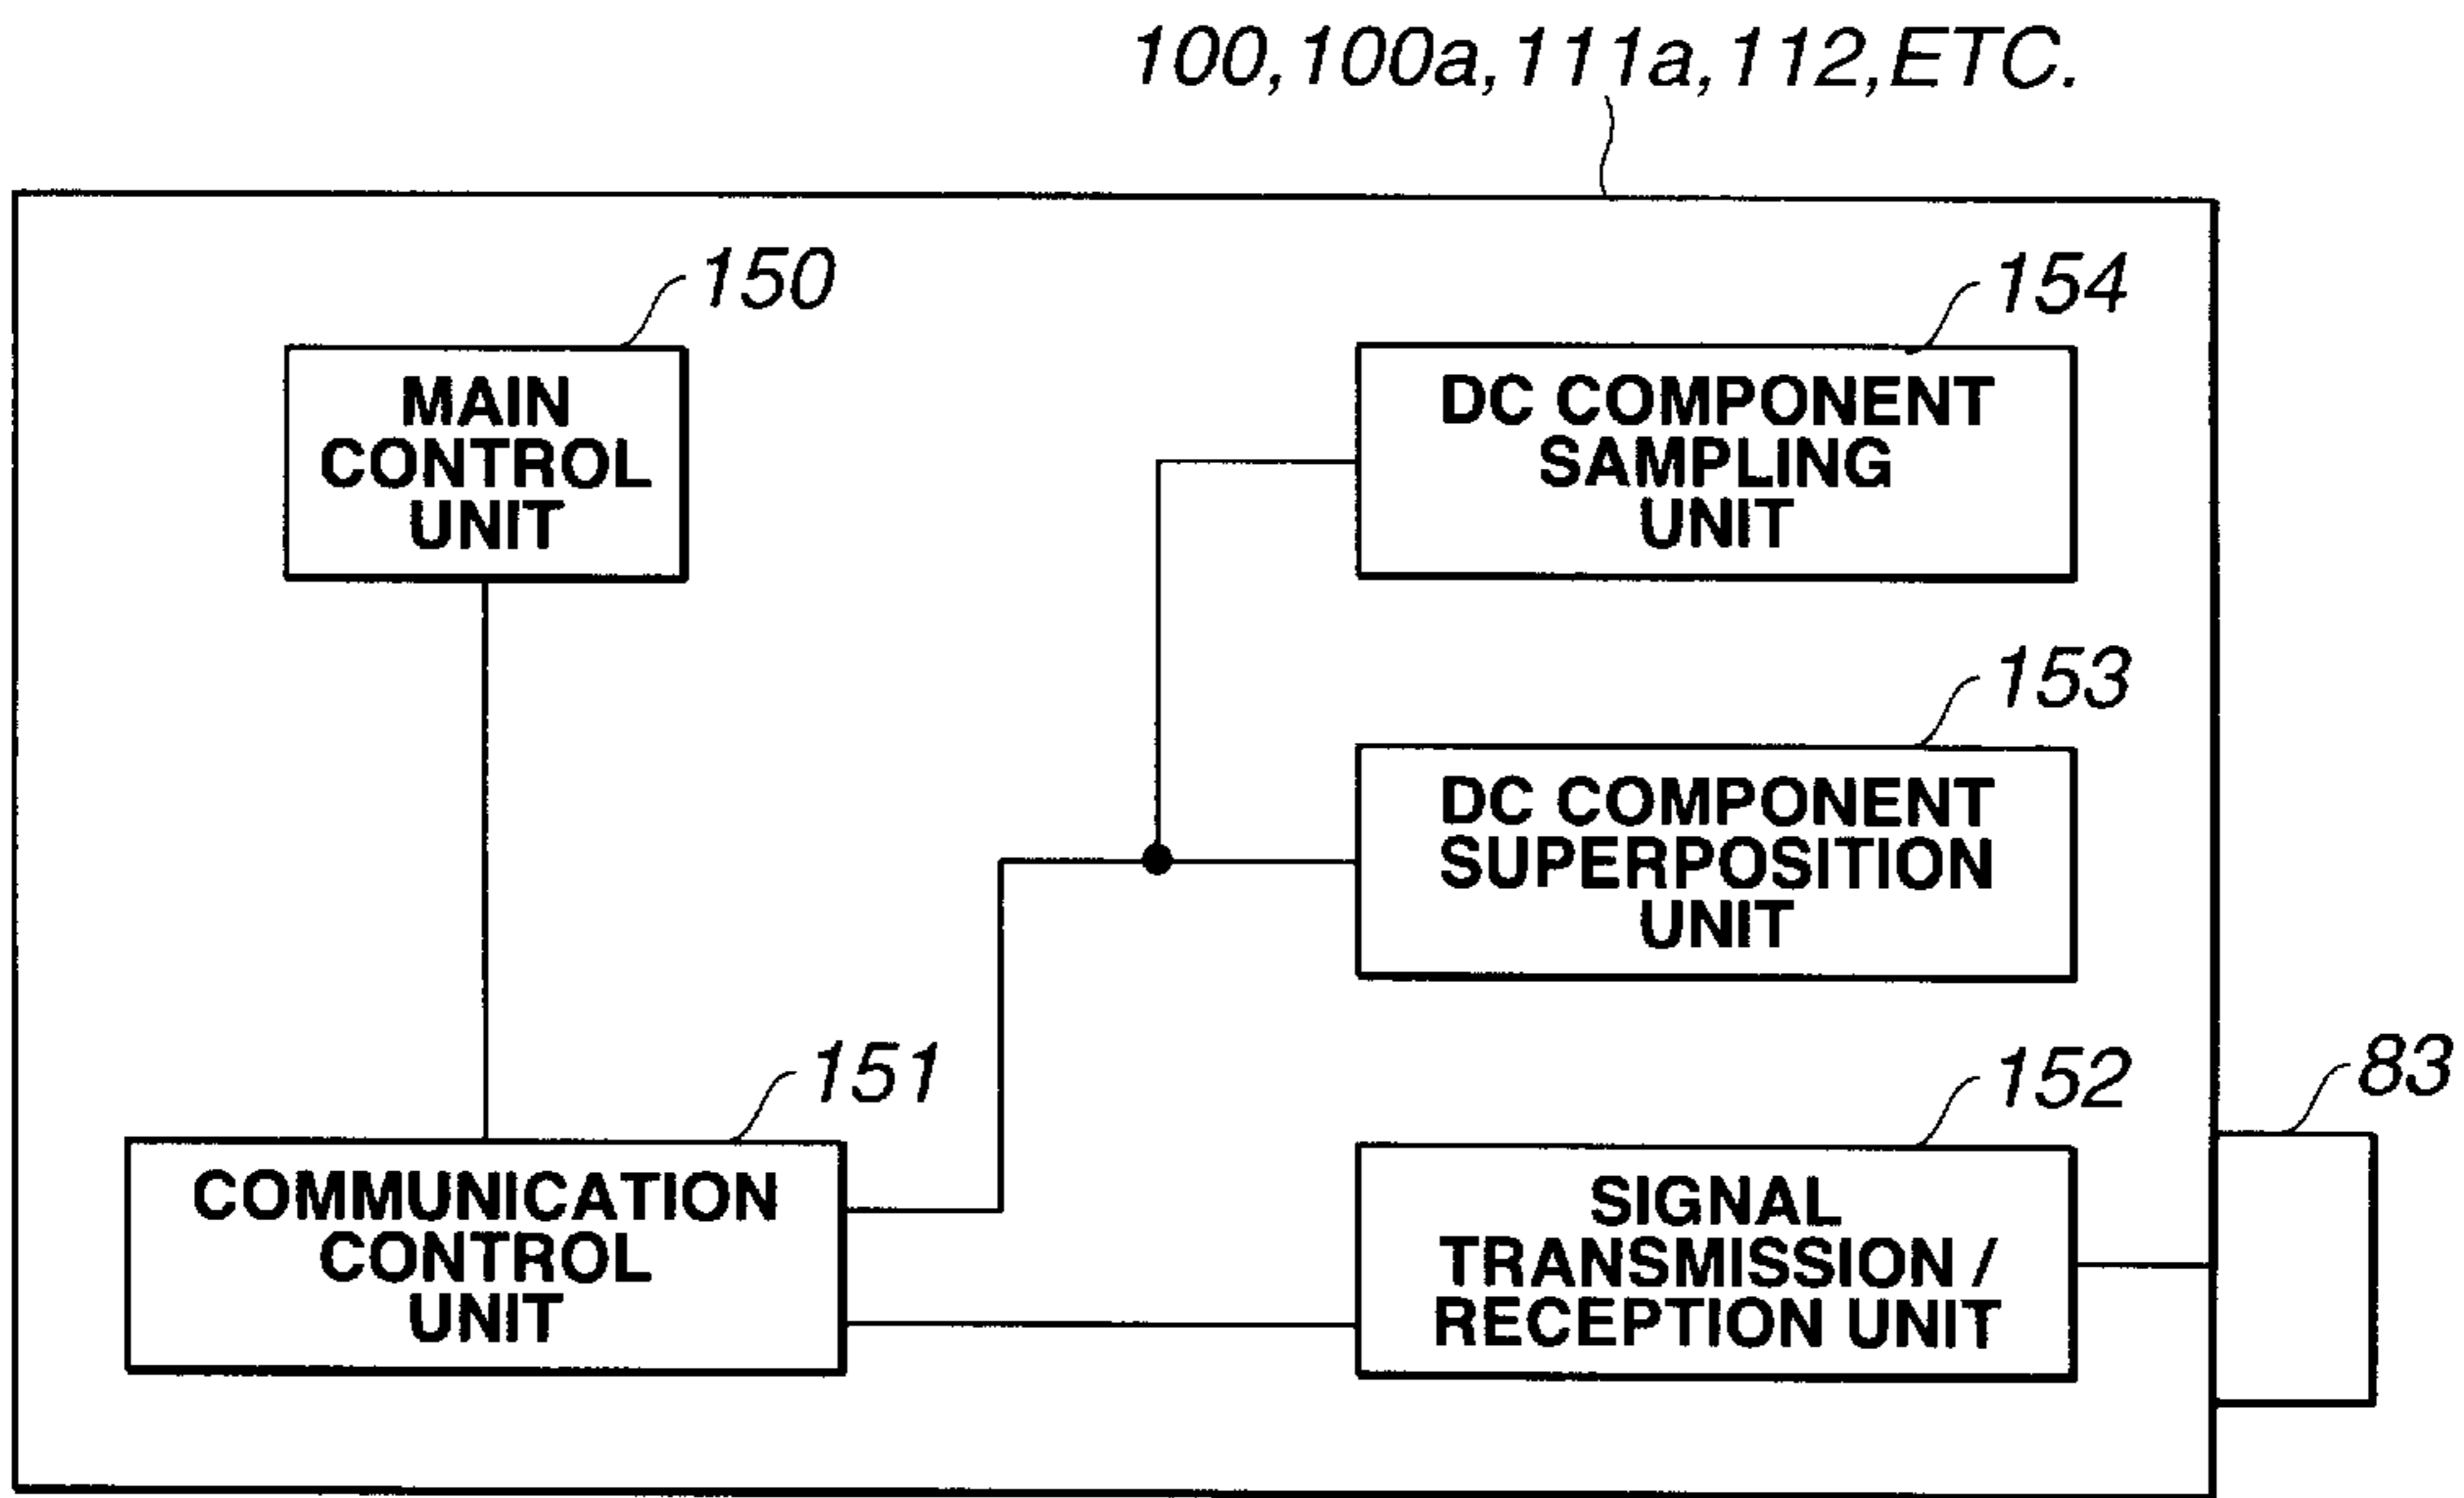 100,100a,111a,112,ETC.
150
MAIN
CONTROL
UNIT
154
DC COMPONENT
SAMPLING
UNIT
153
DC COMPONENT
SUPERPOSITION
UNIT
151
COMMUNICATION
CONTROL
UNIT
152
SIGNAL
TRANSMISSION /
RECEPTION UNIT
83